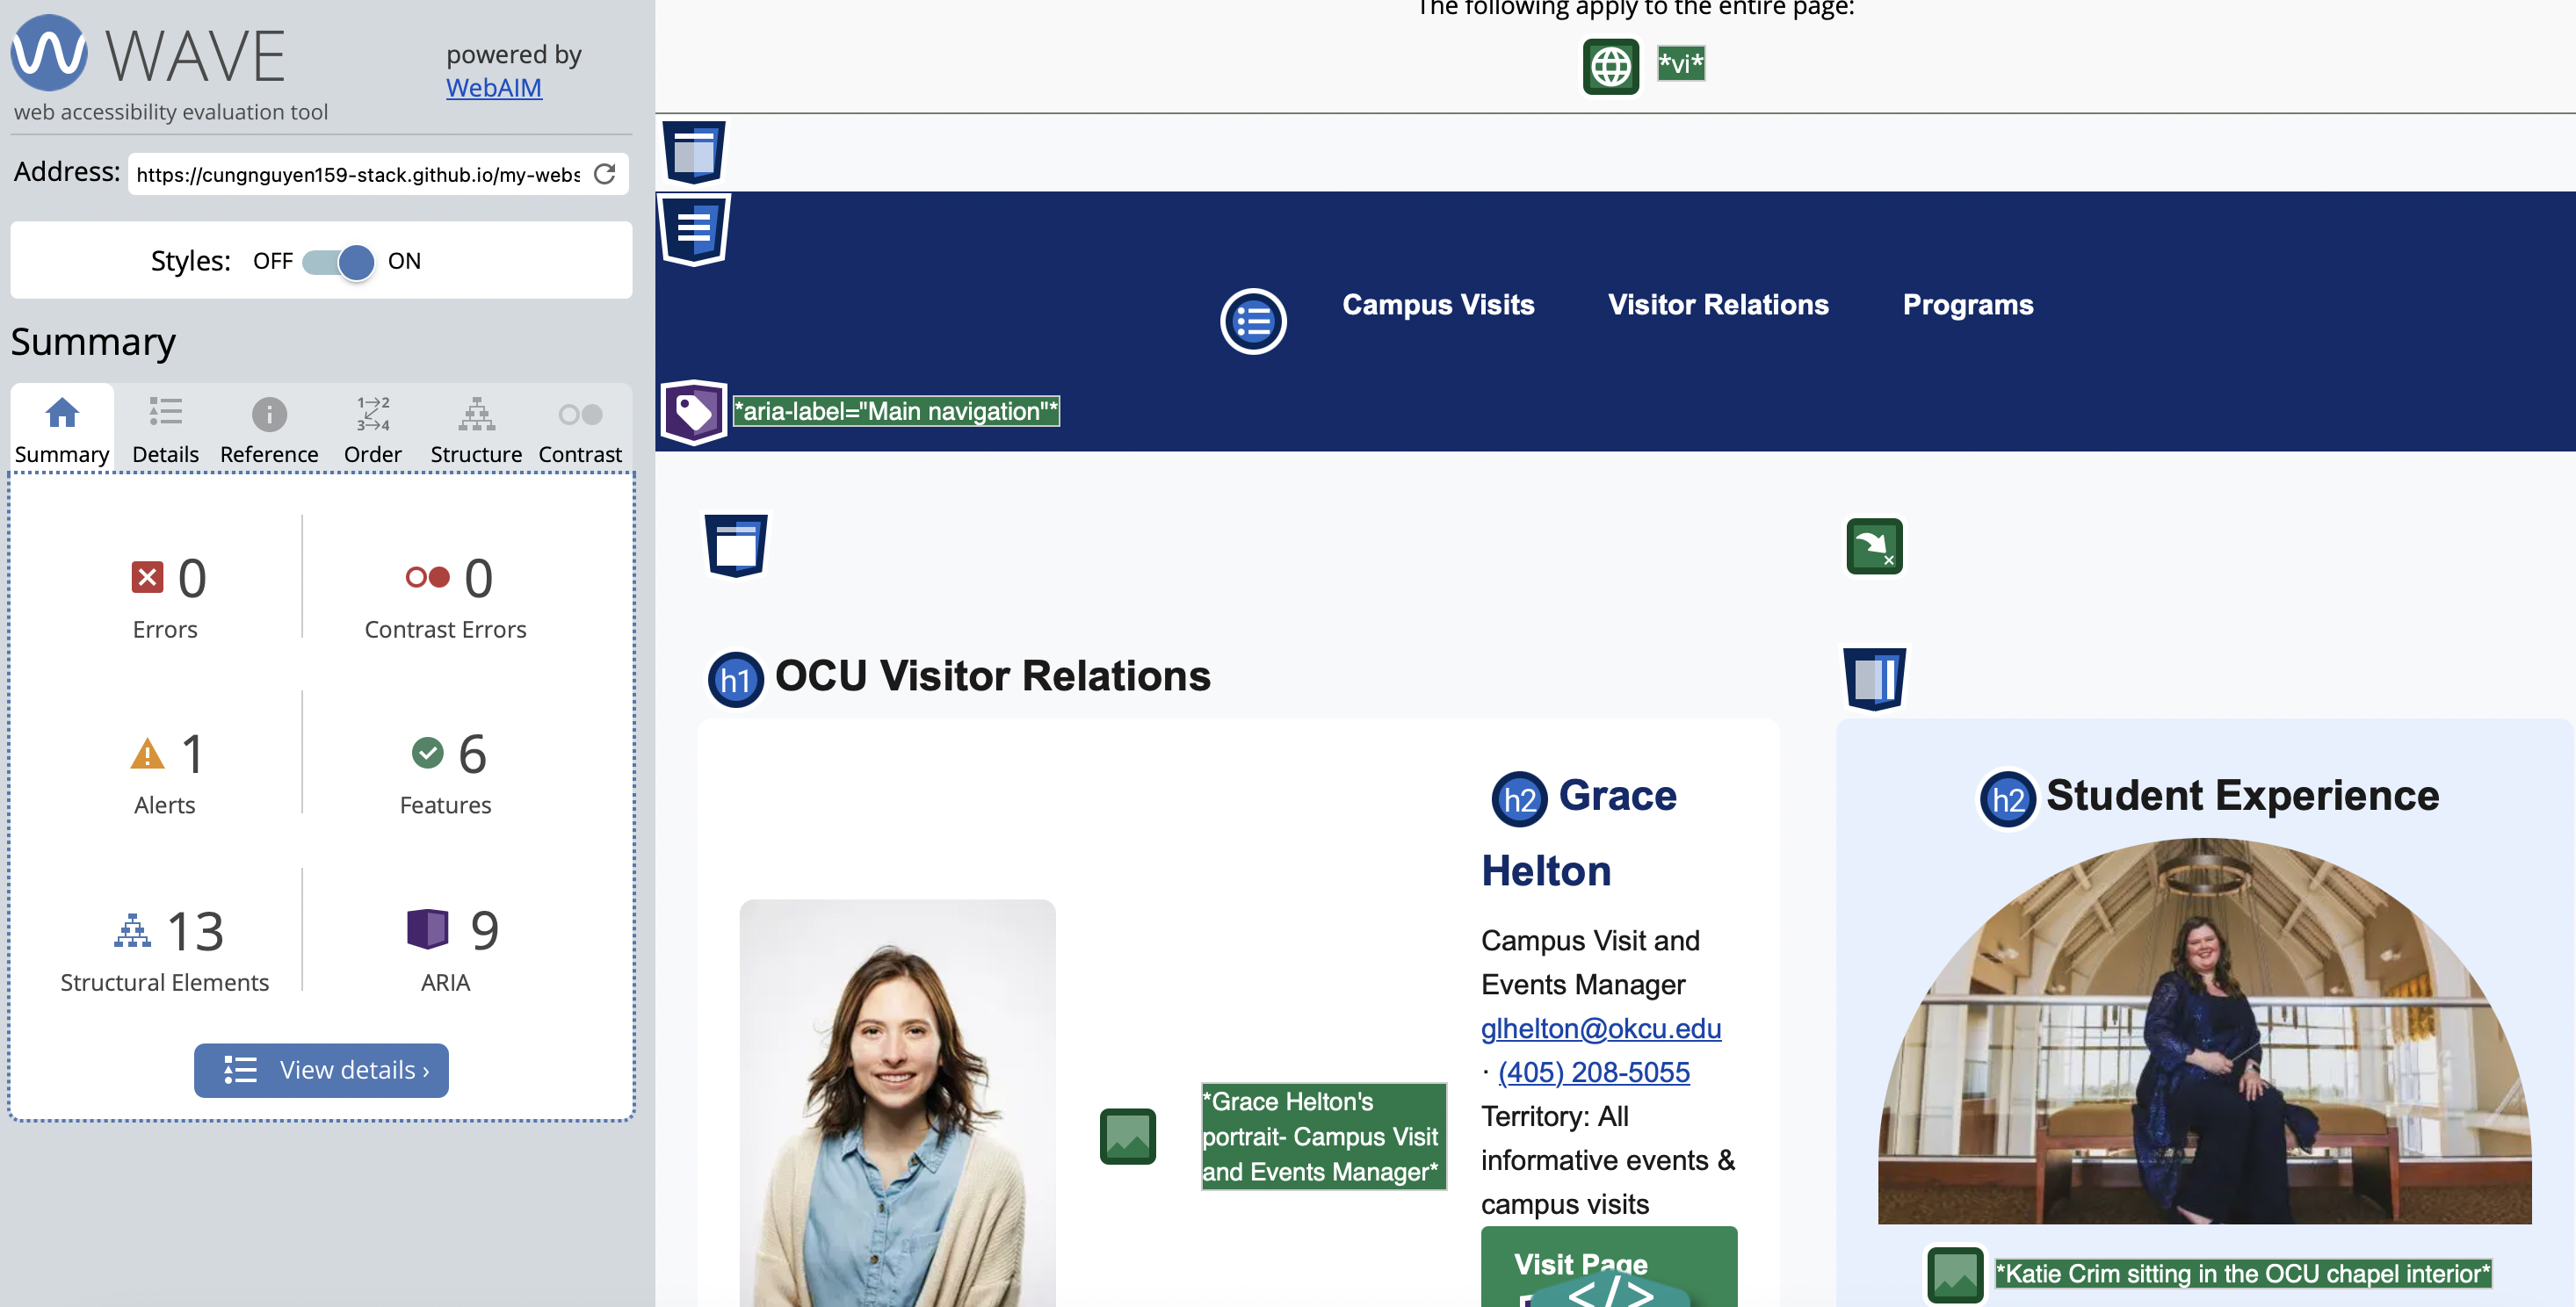 WAVE
powered by
WebAIM
web accessibility evaluation tool
Address: https://cungnguyen159-stack.github.io/my-webs
Styles: OFF ON
Summary
Summary Details Reference Order Structure Contrast
0
Errors
0
Contrast Errors
1
Alerts
6
Features
13
Structural Elements
9
ARIA
View details ›
The following apply to the entire page:
*vi*
Campus Visits Visitor Relations Programs
*aria-label="Main navigation"*
h1 OCU Visitor Relations
h2 Grace
Helton
Campus Visit and
Events Manager
glhelton@okcu.edu
· (405) 208-5055
Territory: All
informative events &
campus visits
Visit Page
</>
*Grace Helton's
portrait- Campus Visit
and Events Manager*
h2 Student Experience
*Katie Crim sitting in the OCU chapel interior*